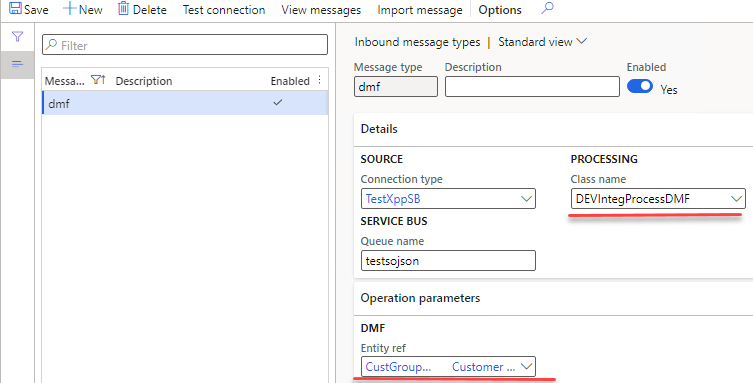 Save New Delete Test connection View messages Import message Options
Filter
Inbound message types | Standard view
Messa... Description Enabled
dmf
Message type Description Enabled
dmf Yes
Details
SOURCE PROCESSING
Connection type Class name
TestXppSB DEVIntegProcessDMF
SERVICE BUS
Queue name
testsojson
Operation parameters
DMF
Entity ref
CustGroup... Customer ...